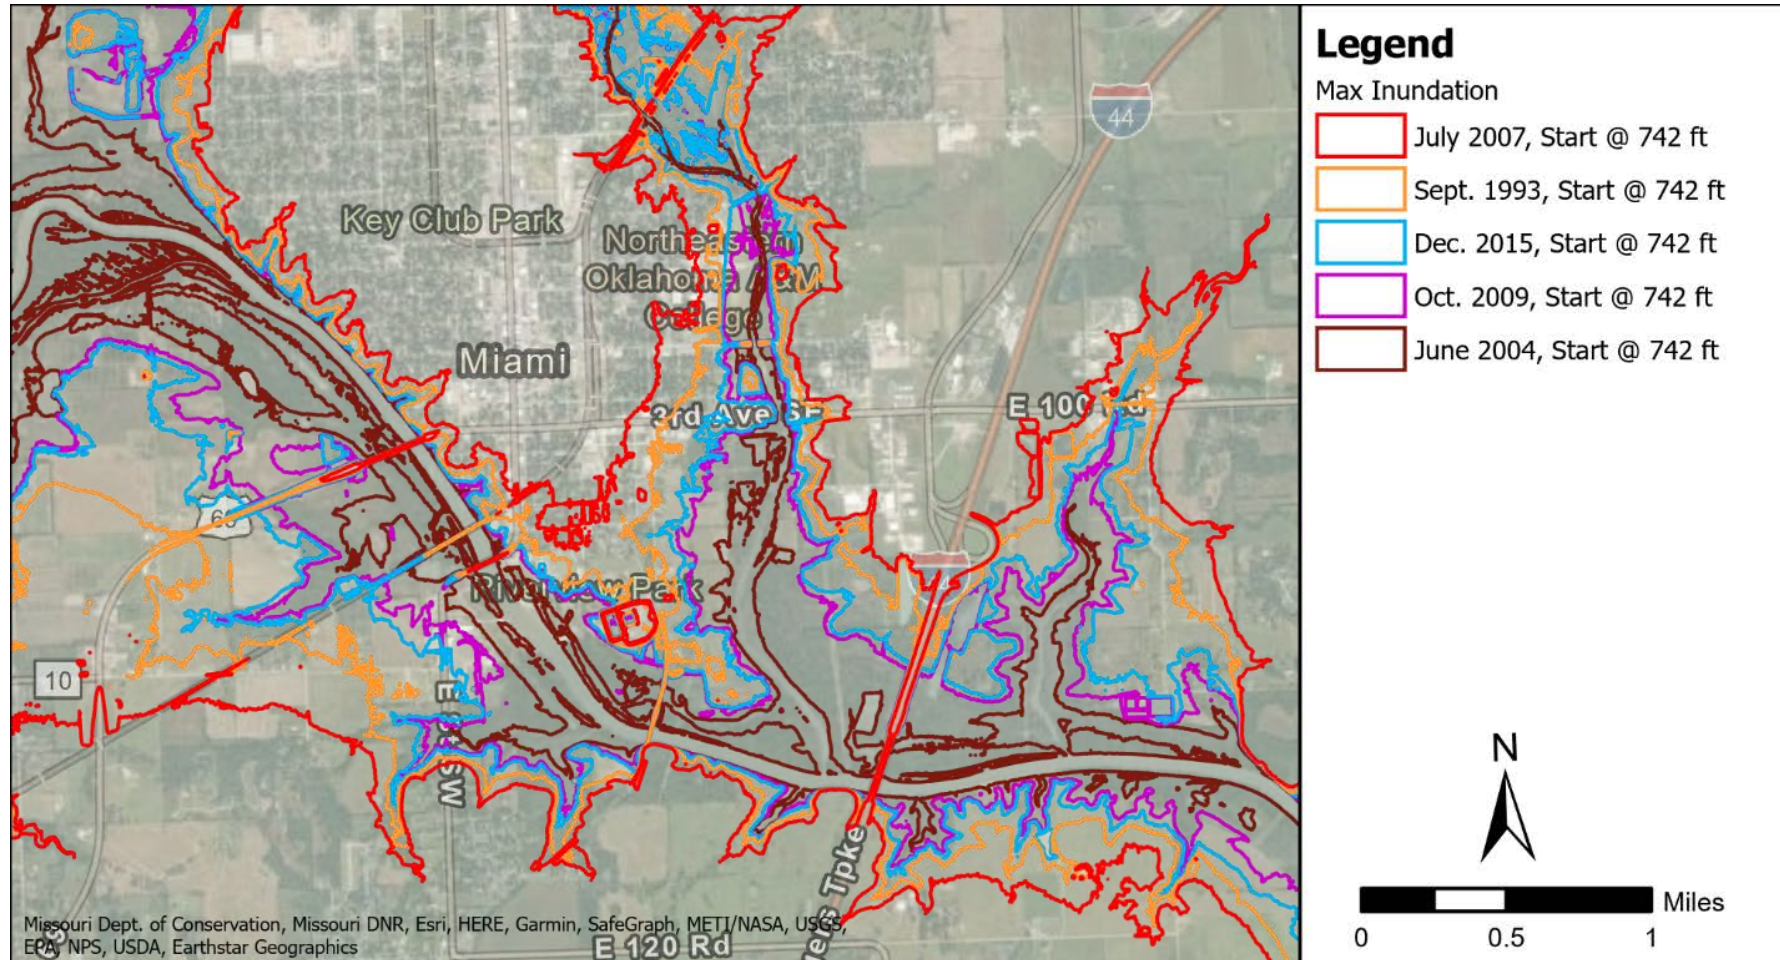 44
Key Club Park
Northeastern
Oklahoma A&M
College
Miami
3rd Ave SE
E 100 Rd
Riverview Park
10
E St SW
E 120 Rd
Tpke
Missouri Dept. of Conservation, Missouri DNR, Esri, HERE, Garmin, SafeGraph, METI/NASA, USGS,
EPA, NPS, USDA, Earthstar Geographics
Legend
Max Inundation
July 2007, Start @ 742 ft
Sept. 1993, Start @ 742 ft
Dec. 2015, Start @ 742 ft
Oct. 2009, Start @ 742 ft
June 2004, Start @ 742 ft
N
Miles
0 0.5 1